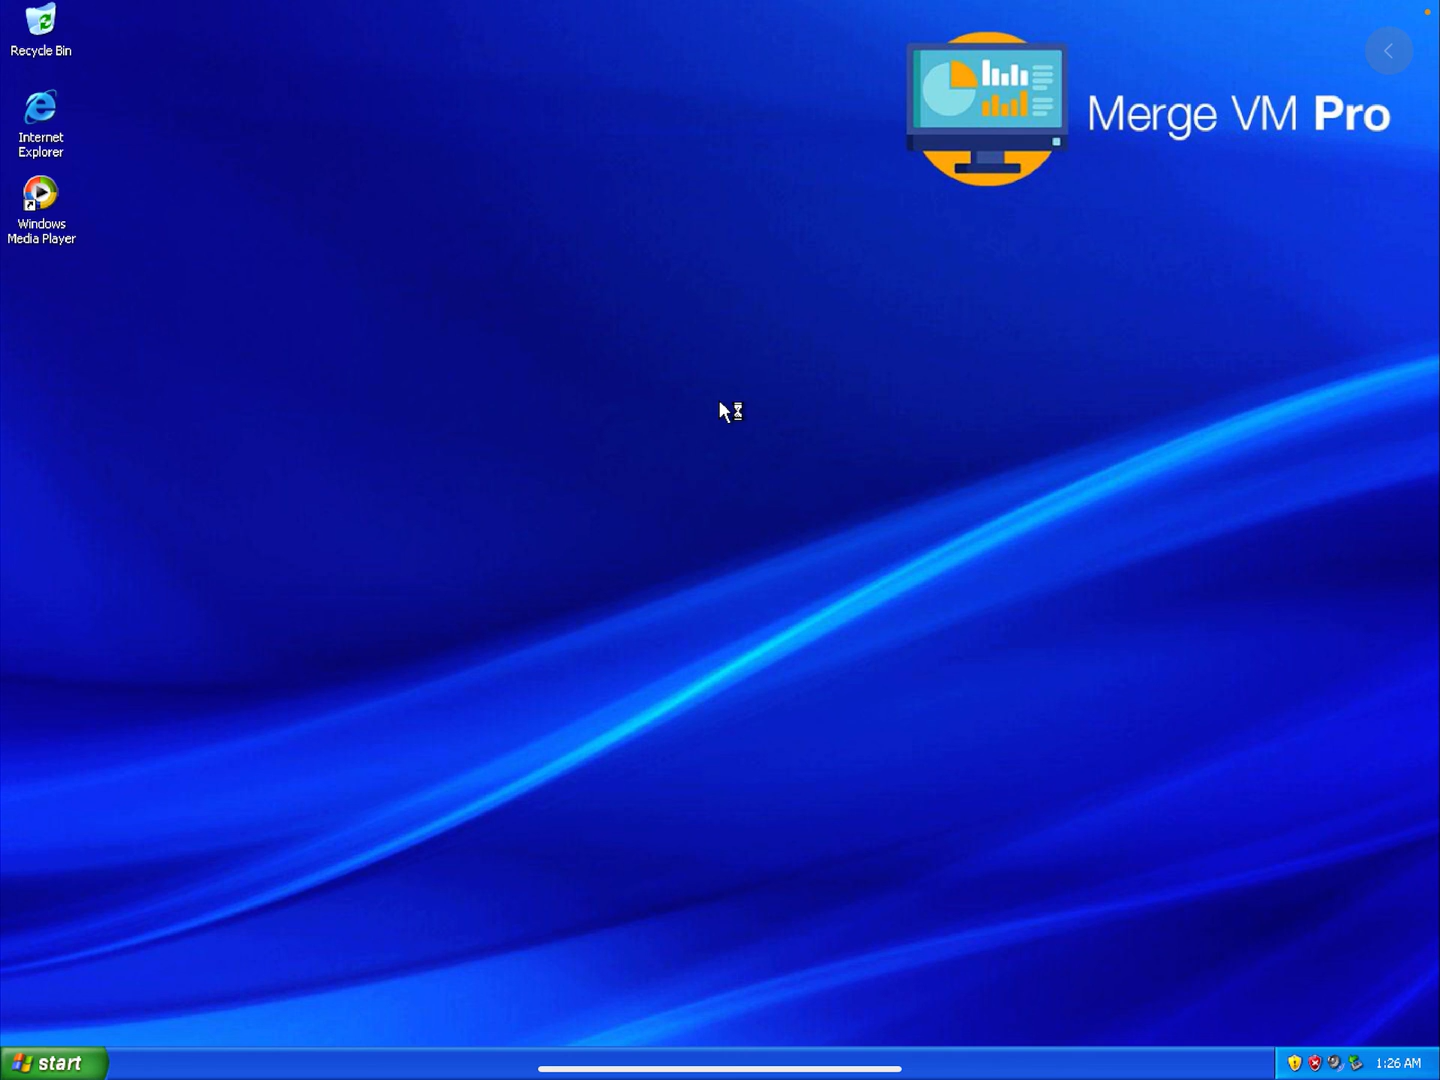 Recycle Bin
Merge VM Pro
Internet
Explorer
Windows
Media Player
start
1:26 AM